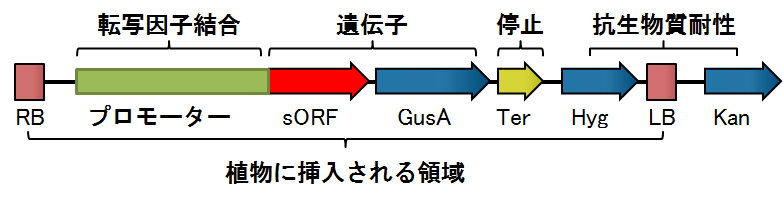 転写因子結合 遺伝子 停止 抗生物質耐性
RB プロモーター sORF GusA Ter Hyg LB Kan
植物に挿入される領域